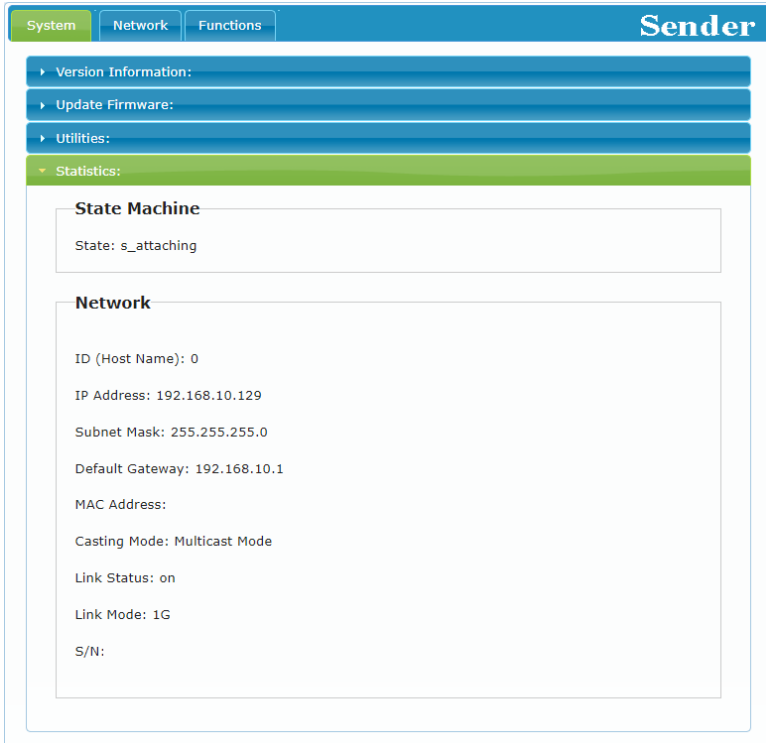 System Network Functions Sender
Version Information:
Update Firmware:
Utilities:
Statistics:
State Machine
State: s_attaching
Network
ID (Host Name): 0
IP Address: 192.168.10.129
Subnet Mask: 255.255.255.0
Default Gateway: 192.168.10.1
MAC Address:
Casting Mode: Multicast Mode
Link Status: on
Link Mode: 1G
S/N: